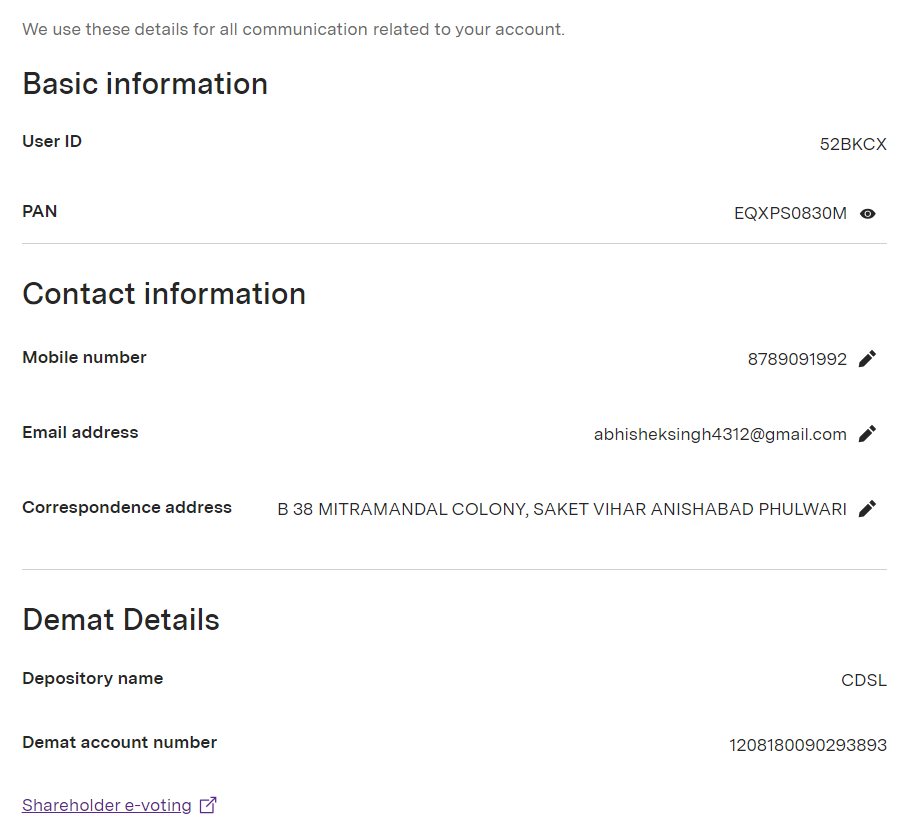 We use these details for all communication related to your account.
Basic information
User ID 52BKCX
PAN EQXPS0830M
Contact information
Mobile number 8789091992
Email address abhisheksingh4312@gmail.com
Correspondence address B 38 MITRAMANDAL COLONY, SAKET VIHAR ANISHABAD PHULWARI
Demat Details
Depository name CDSL
Demat account number 1208180090293893
Shareholder e-voting